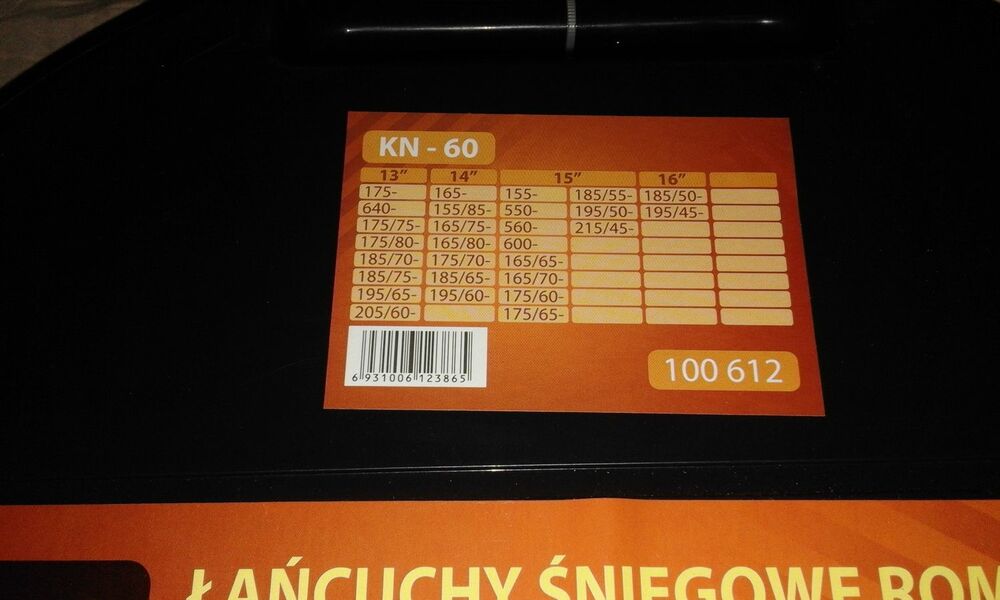 KN - 60
13" 14" 15" 16"
175- 165- 155- 185/55- 185/50-
640- 155/85- 550- 195/50- 195/45-
175/75- 165/75- 560- 215/45-
175/80- 165/80- 600-
185/70- 175/70- 165/65-
185/75- 185/65- 165/70-
195/65- 195/60- 175/60-
205/60- 175/65-
6 931006 123865
100 612
ŁAŃCUCHY ŚNIEGOWE